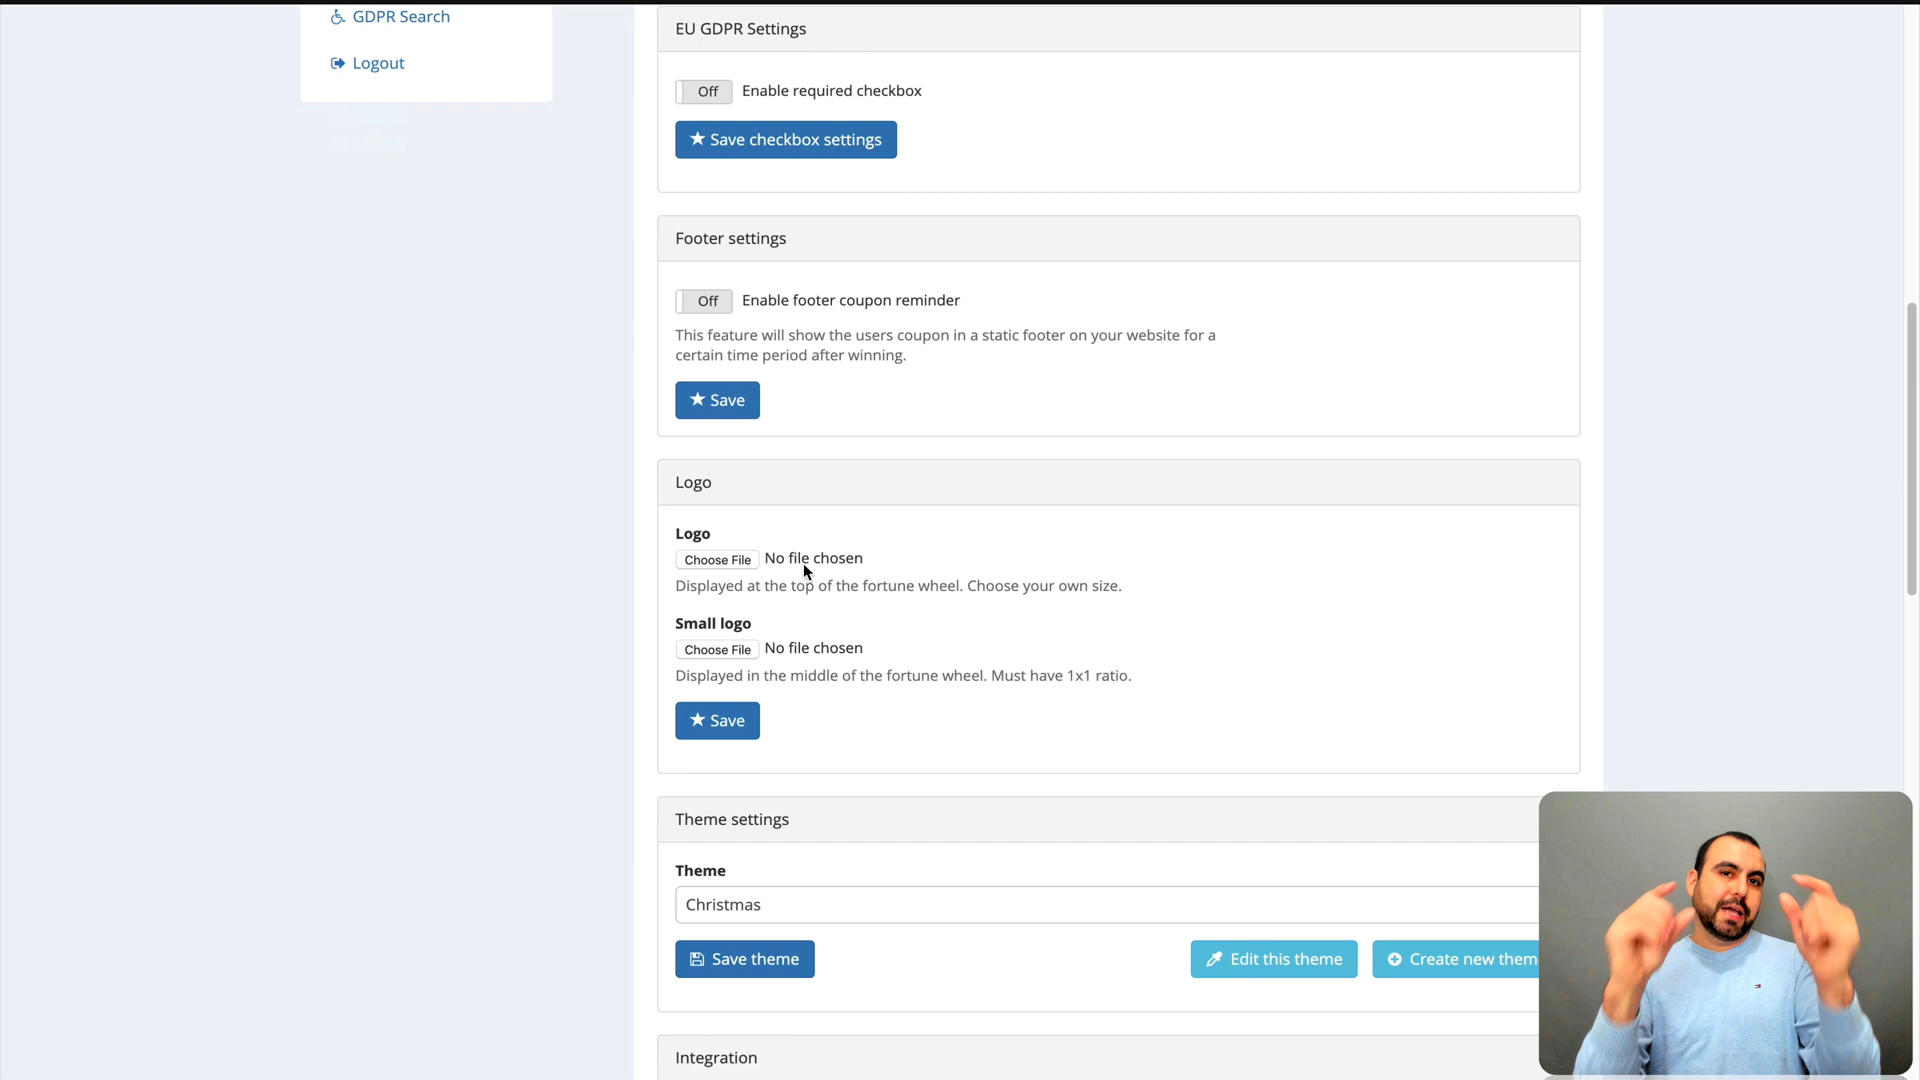 GDPR Search
Logout
EU GDPR Settings
Off Enable required checkbox
Save checkbox settings
Footer settings
Off Enable footer coupon reminder
This feature will show the users coupon in a static footer on your website for a
certain time period after winning.
Save
Logo
Logo
Choose File No file chosen
Displayed at the top of the fortune wheel. Choose your own size.
Small logo
Choose File No file chosen
Displayed in the middle of the fortune wheel. Must have 1x1 ratio.
Save
Theme settings
Theme
Christmas
Save theme
Edit this theme
Create new them
Integration